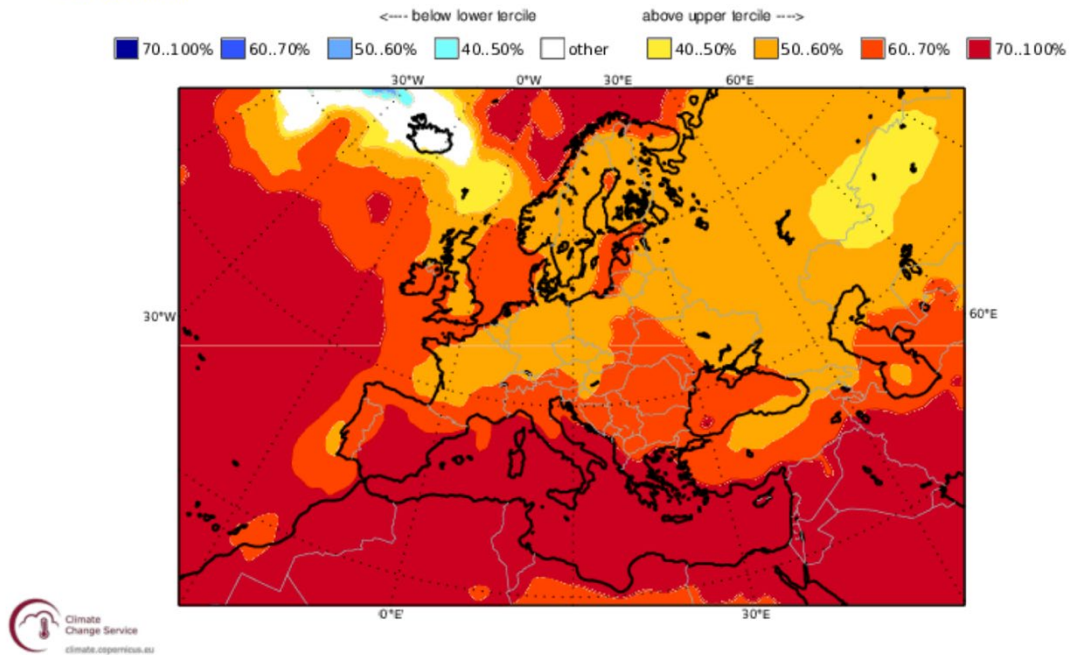 <---- below lower tercile above upper tercile ---->
70..100% 60..70% 50..60% 40..50% other 40..50% 50..60% 60..70% 70..100%
30°W 0°W 30°E 60°E
30°W 60°E
0°E 30°E
Climate
Change Service
climate.copernicus.eu